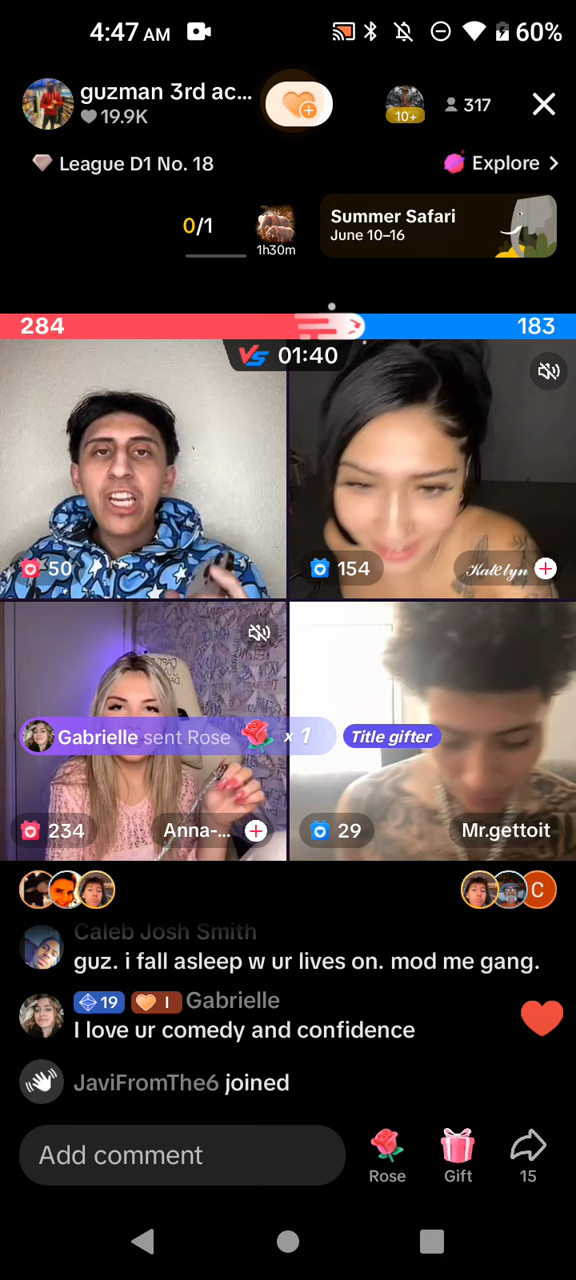 4:47 AM
60%
guzman 3rd ac...
19.9K
10+
317
League D1 No. 18
Explore
0/1
1h30m
Summer Safari
June 10–16
284
183
VS 01:40
50
154
Katelyn
Gabrielle sent Rose x 1
Title gifter
234
Anna-...
29
Mr.gettoit
C
Caleb Josh Smith
guz. i fall asleep w ur lives on. mod me gang.
19 I Gabrielle
I love ur comedy and confidence
JaviFromThe6 joined
Add comment
Rose
Gift
15